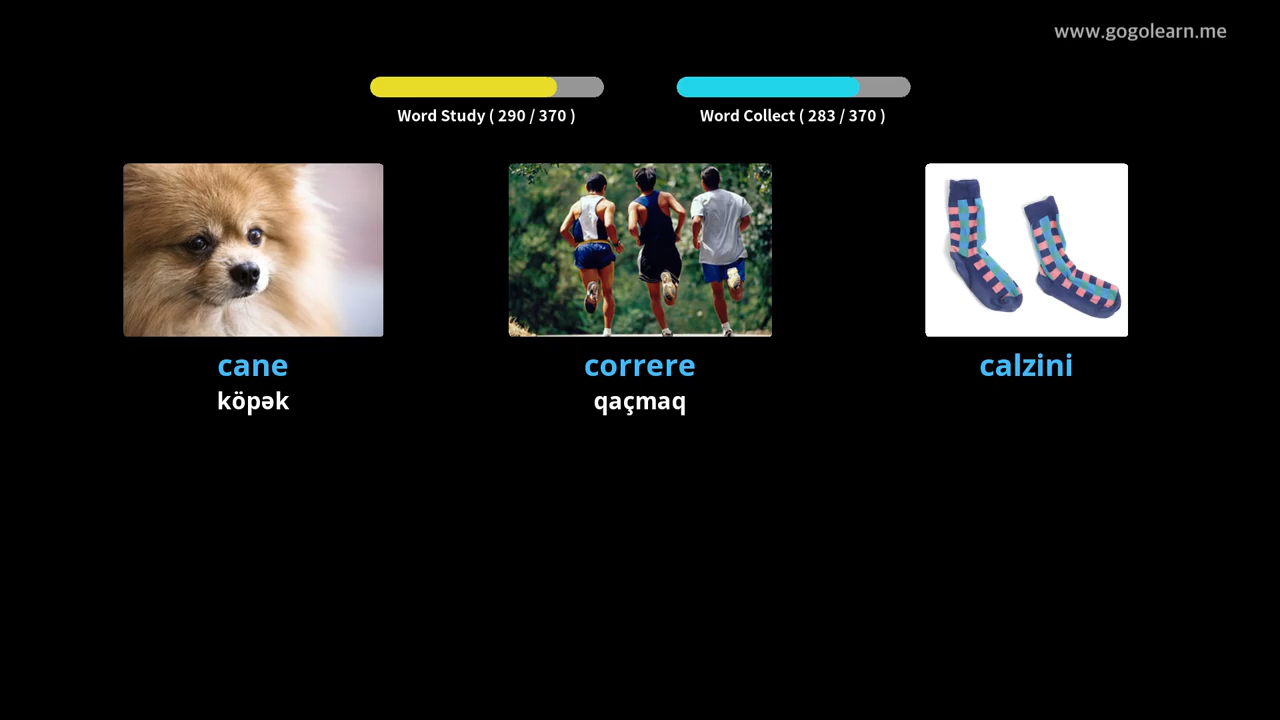 www.gogolearn.me
Word Study ( 290 / 370 )
Word Collect ( 283 / 370 )
cane
correre
calzini
köpək
qaçmaq